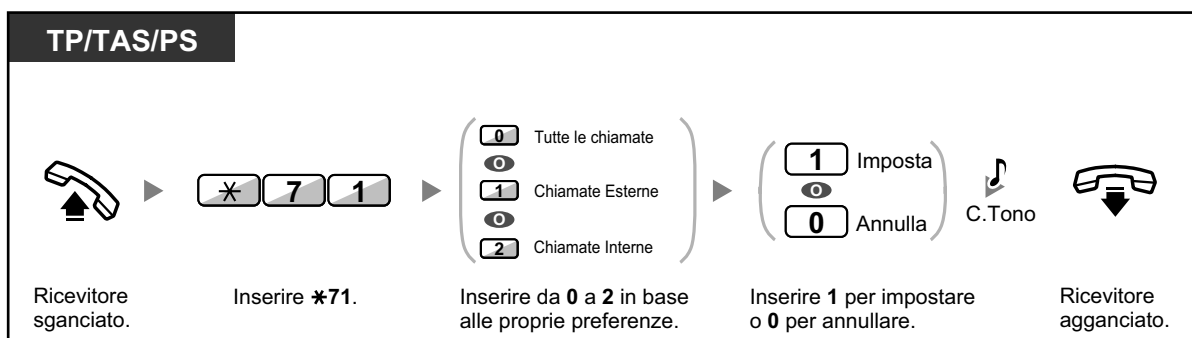 TP/TAS/PS
0 Tutte le chiamate
O
1 Chiamate Esterne
O
2 Chiamate Interne
✱ 7 1
1 Imposta
O
0 Annulla
C.Tono
Ricevitore
sganciato.
Inserire ✱71.
Inserire da 0 a 2 in base
alle proprie preferenze.
Inserire 1 per impostare
o 0 per annullare.
Ricevitore
agganciato.